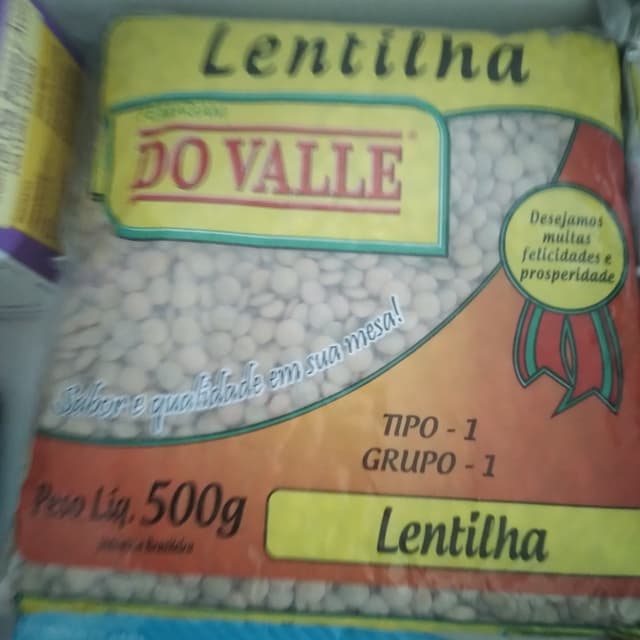 Lentilha
DO VALLE
Desejamos
muitas
felicidades e
prosperidade
Sabor e qualidade em sua mesa!
TIPO - 1
GRUPO - 1
Peso Líq. 500g
Lentilha